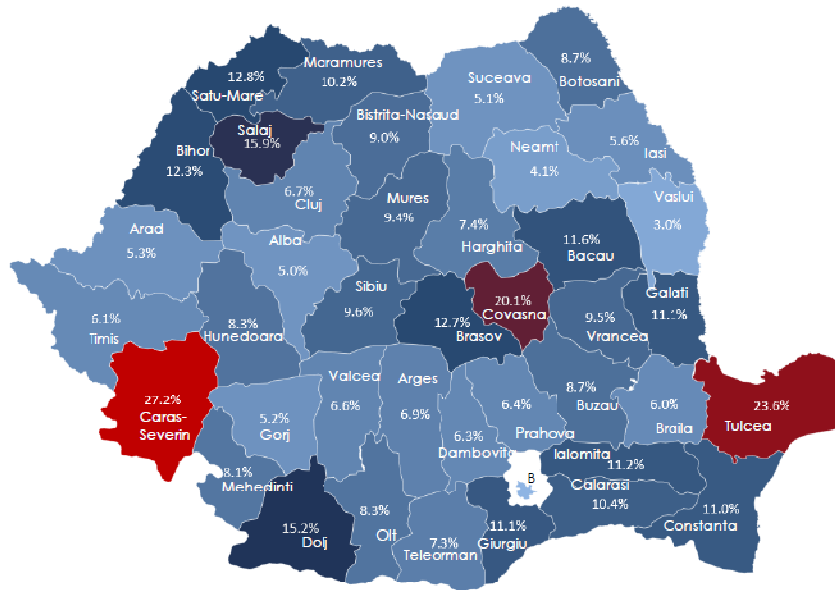 8.7%
Botosani
Maramures
10.2%
12.8%
Satu-Mare
Suceava
5.1%
Salaj
15.9%
Bistrita-Nasaud
9.0%
5.6%
Iasi
Neamt
4.1%
Bihor
12.3%
6.7%
Cluj
Mures
9.4%
Vaslui
3.0%
7.4%
Harghita
Arad
5.3%
Alba
5.0%
11.6%
Bacau
Sibiu
9.6%
20.1%
Covasna
Galati
11.1%
6.1%
Timis
8.3%
Hunedoara
12.7%
Brasov
9.5%
Vrancea
27.2%
Caras-
Severin
Valcea
6.6%
Arges
6.9%
8.7%
Buzau
6.4%
Prahova
6.0%
Braila
23.6%
Tulcea
5.2%
Gorj
6.3%
Dambovita
Ialomita
11.2%
8.1%
Mehedinti
B
Calarasi
10.4%
11.0%
Constanta
15.2%
Dolj
8.3%
Olt
7.3%
Teleorman
11.1%
Giurgiu